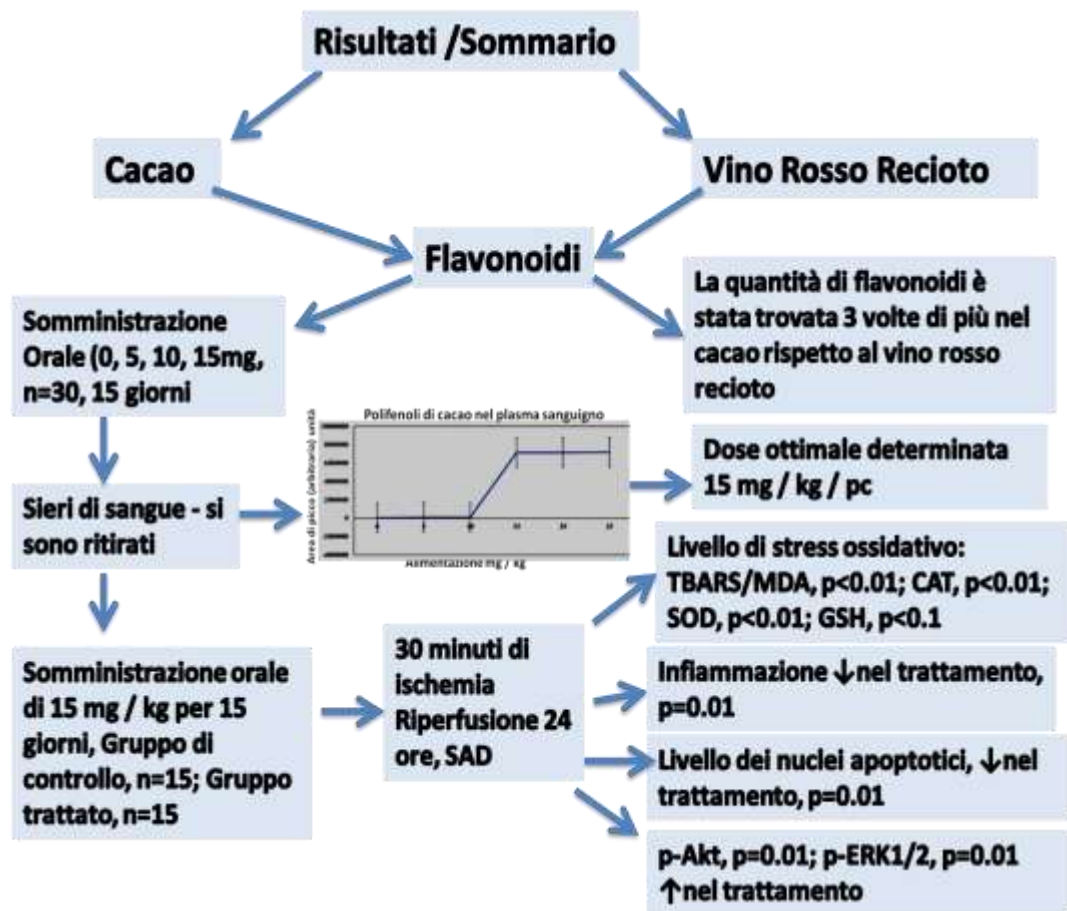 Risultati /Sommario
Cacao
Vino Rosso Recioto
Flavonoidi
La quantità di flavonoidi è
stata trovata 3 volte di più nel
cacao rispetto al vino rosso
recioto
Somministrazione
Orale (0, 5, 10, 15mg,
n=30, 15 giorni
Polifenoli di cacao nel plasma sanguigno
Area di picco (arbitraria) unità
Alimentazione mg / kg
Dose ottimale determinata
15 mg / kg / pc
Sieri di sangue - si
sono ritirati
Livello di stress ossidativo:
TBARS/MDA, p<0.01; CAT, p<0.01;
SOD, p<0.01; GSH, p<0.1
Somministrazione orale
di 15 mg / kg per 15
giorni, Gruppo di
controllo, n=15; Gruppo
trattato, n=15
30 minuti di
ischemia
Riperfusione 24
ore, SAD
Infiammazione ↓nel trattamento,
p=0.01
Livello dei nuclei apoptotici, ↓nel
trattamento, p=0.01
p-Akt, p=0.01; p-ERK1/2, p=0.01
↑nel trattamento